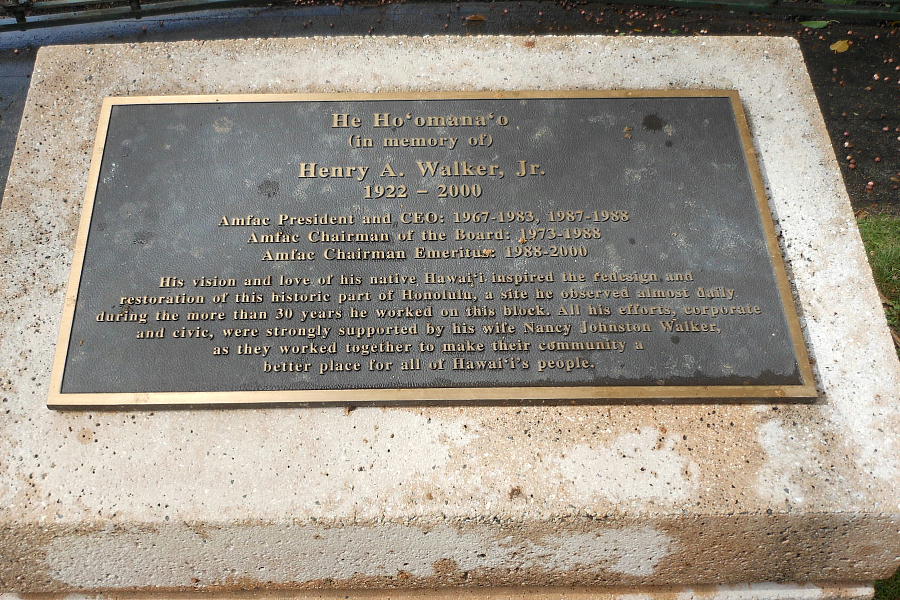 He Hoʻomanaʻo
(in memory of)
Henry A. Walker, Jr.
1922 – 2000
Amfac President and CEO: 1967-1983, 1987-1988
Amfac Chairman of the Board: 1973-1988
Amfac Chairman Emeritus: 1988-2000
His vision and love of his native Hawaiʻi inspired the redesign and
restoration of this historic part of Honolulu, a site he observed almost daily
during the more than 30 years he worked on this block. All his efforts, corporate
and civic, were strongly supported by his wife Nancy Johnston Walker,
as they worked together to make their community a
better place for all of Hawaiʻi's people.